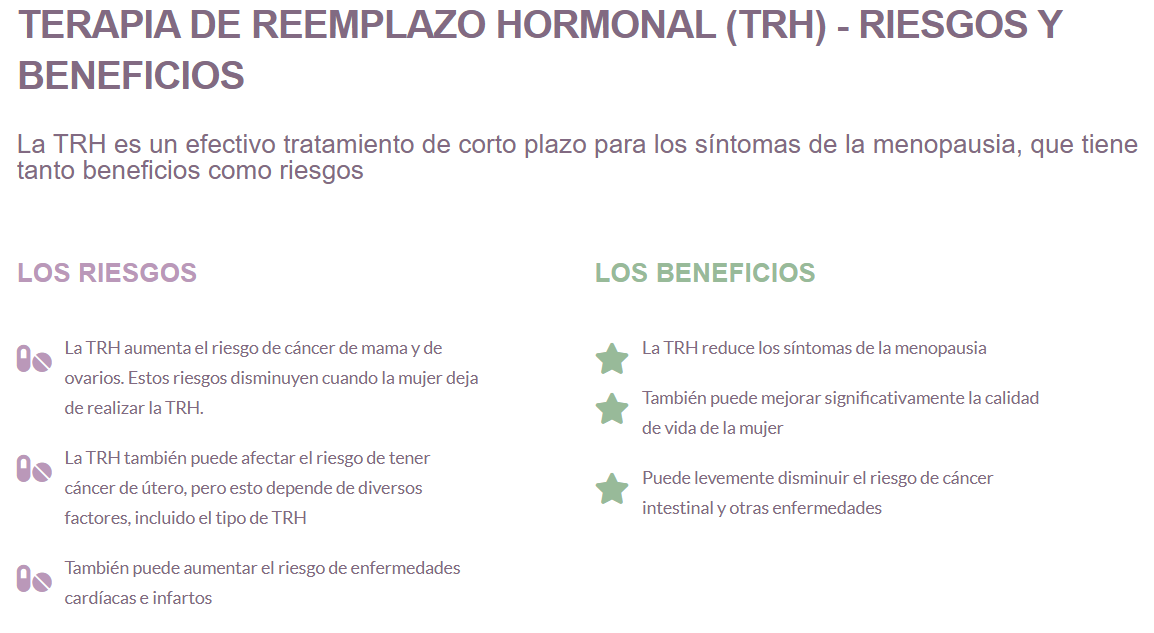 TERAPIA DE REEMPLAZO HORMONAL (TRH) - RIESGOS Y
BENEFICIOS
La TRH es un efectivo tratamiento de corto plazo para los síntomas de la menopausia, que tiene
tanto beneficios como riesgos
LOS RIESGOS
La TRH aumenta el riesgo de cáncer de mama y de
ovarios. Estos riesgos disminuyen cuando la mujer deja
de realizar la TRH.
La TRH también puede afectar el riesgo de tener
cáncer de útero, pero esto depende de diversos
factores, incluido el tipo de TRH
También puede aumentar el riesgo de enfermedades
cardíacas e infartos
LOS BENEFICIOS
La TRH reduce los síntomas de la menopausia
También puede mejorar significativamente la calidad
de vida de la mujer
Puede levemente disminuir el riesgo de cáncer
intestinal y otras enfermedades